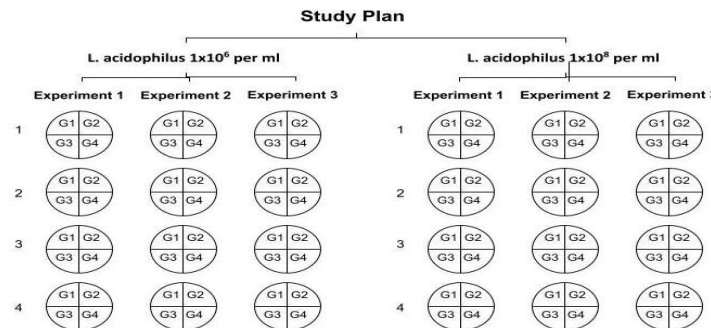 Study Plan
L. acidophilus 1x10⁶ per ml L. acidophilus 1x10⁸ per ml
Experiment 1 Experiment 2 Experiment 3 Experiment 1 Experiment 2 Experiment 3
1 G1 G2 G1 G2 G1 G2 1 G1 G2 G1 G2 G1 G2
G3 G4 G3 G4 G3 G4 G3 G4 G3 G4 G3 G4
2 G1 G2 G1 G2 G1 G2 2 G1 G2 G1 G2 G1 G2
G3 G4 G3 G4 G3 G4 G3 G4 G3 G4 G3 G4
3 G1 G2 G1 G2 G1 G2 3 G1 G2 G1 G2 G1 G2
G3 G4 G3 G4 G3 G4 G3 G4 G3 G4 G3 G4
4 G1 G2 G1 G2 G1 G2 4 G1 G2 G1 G2 G1 G2
G3 G4 G3 G4 G3 G4 G3 G4 G3 G4 G3 G4